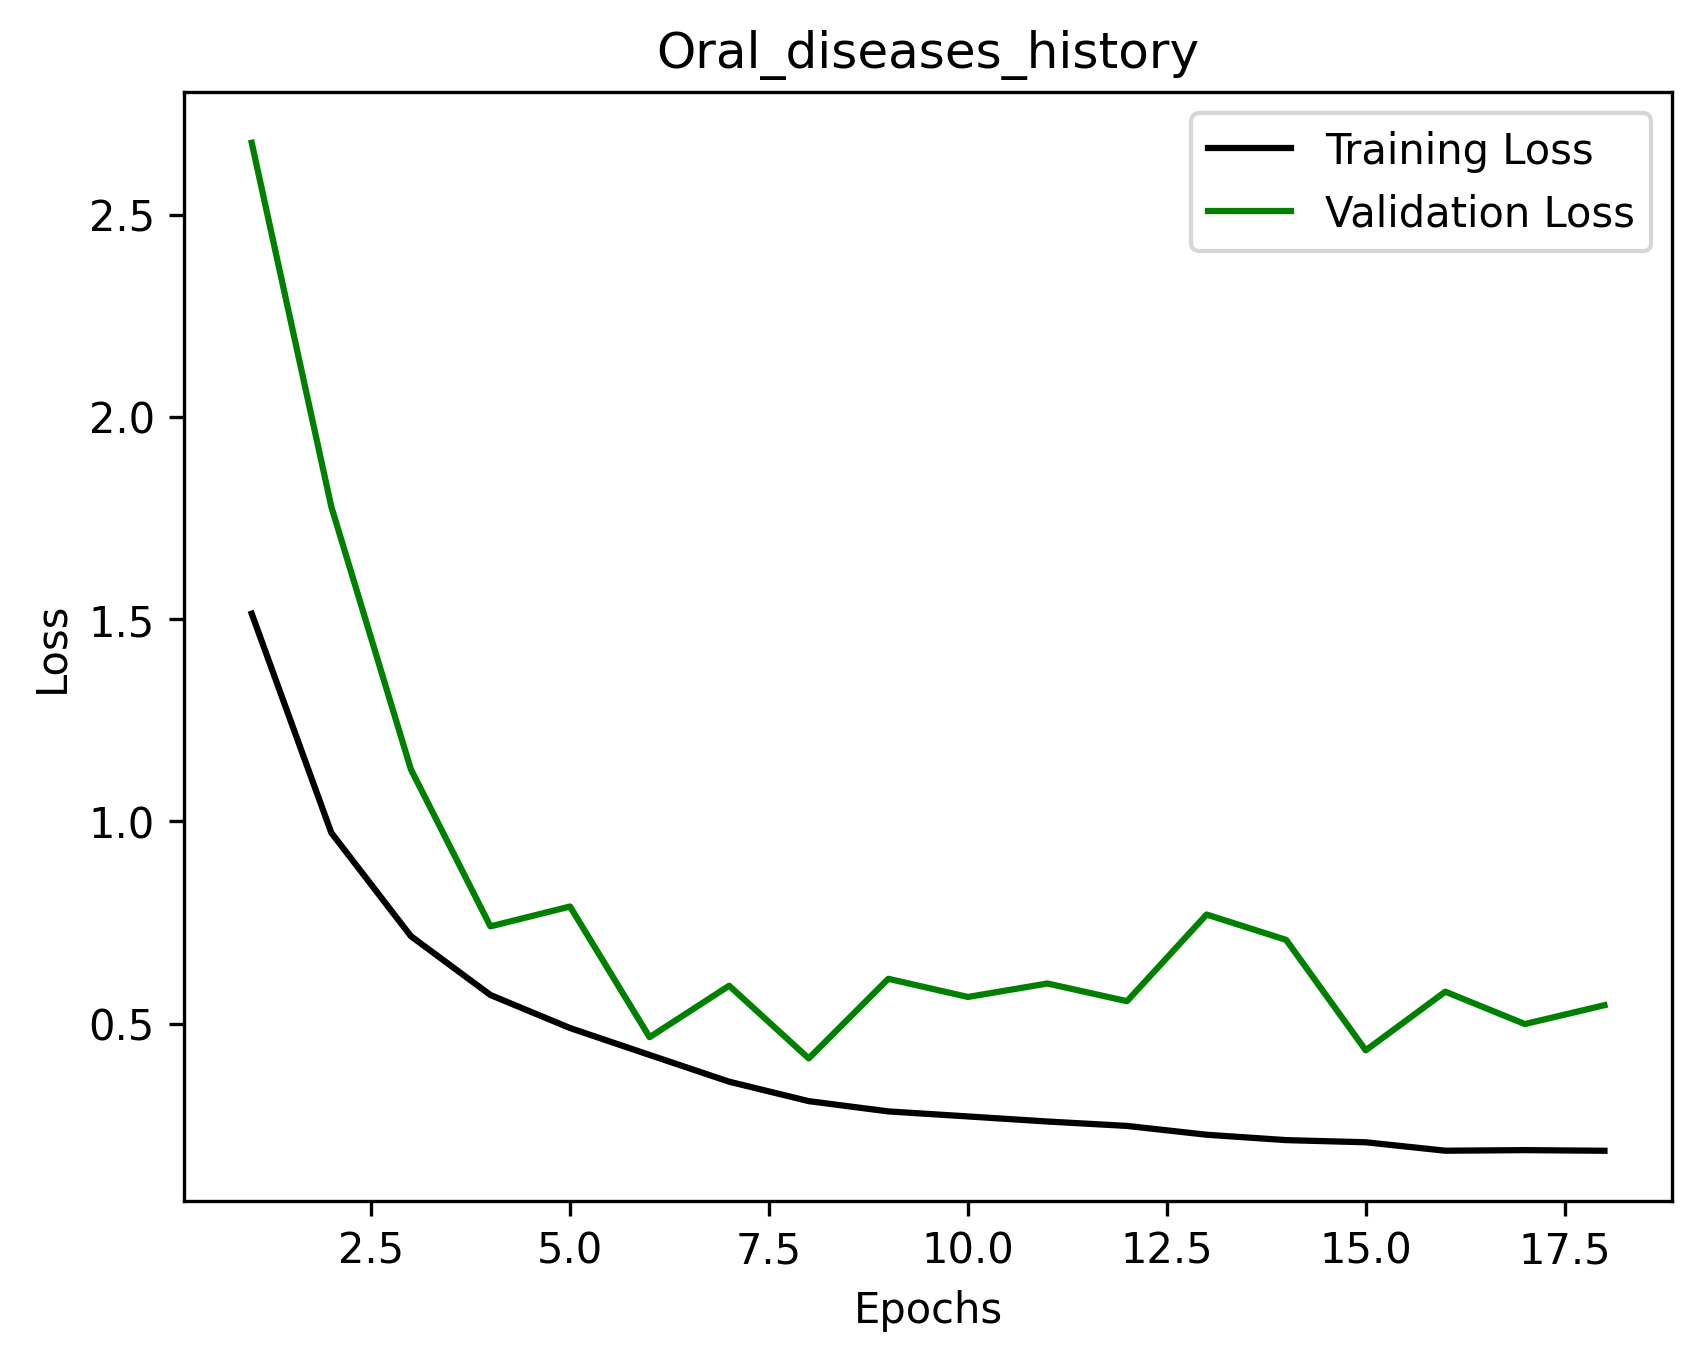 Oral_diseases_history
Training Loss
Validation Loss
2.5
2.0
1.5
1.0
0.5
Loss
2.5 5.0 7.5 10.0 12.5 15.0 17.5
Epochs